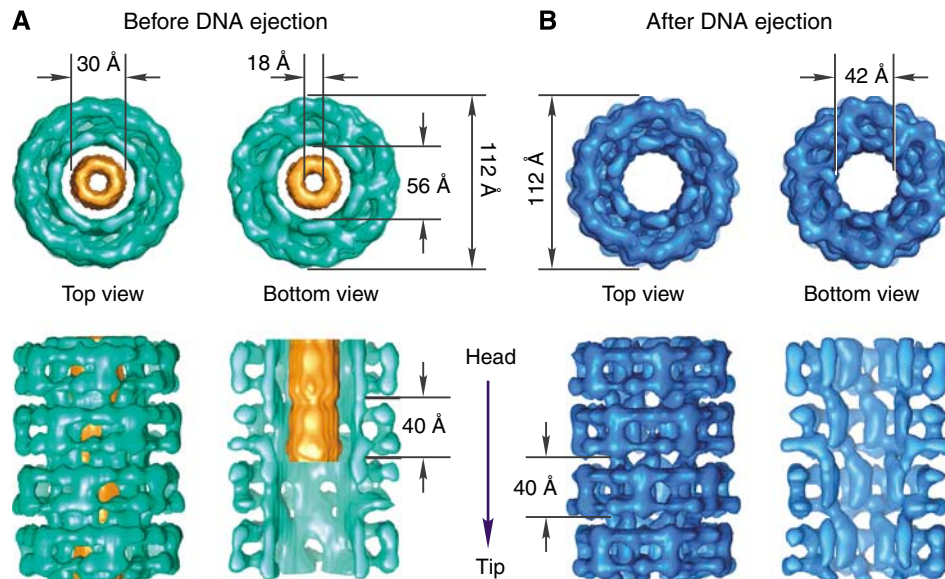 A Before DNA ejection
B After DNA ejection
30 Å
18 Å
42 Å
56 Å
112 Å
112 Å
Top view
Bottom view
Top view
Bottom view
Head
40 Å
40 Å
Tip